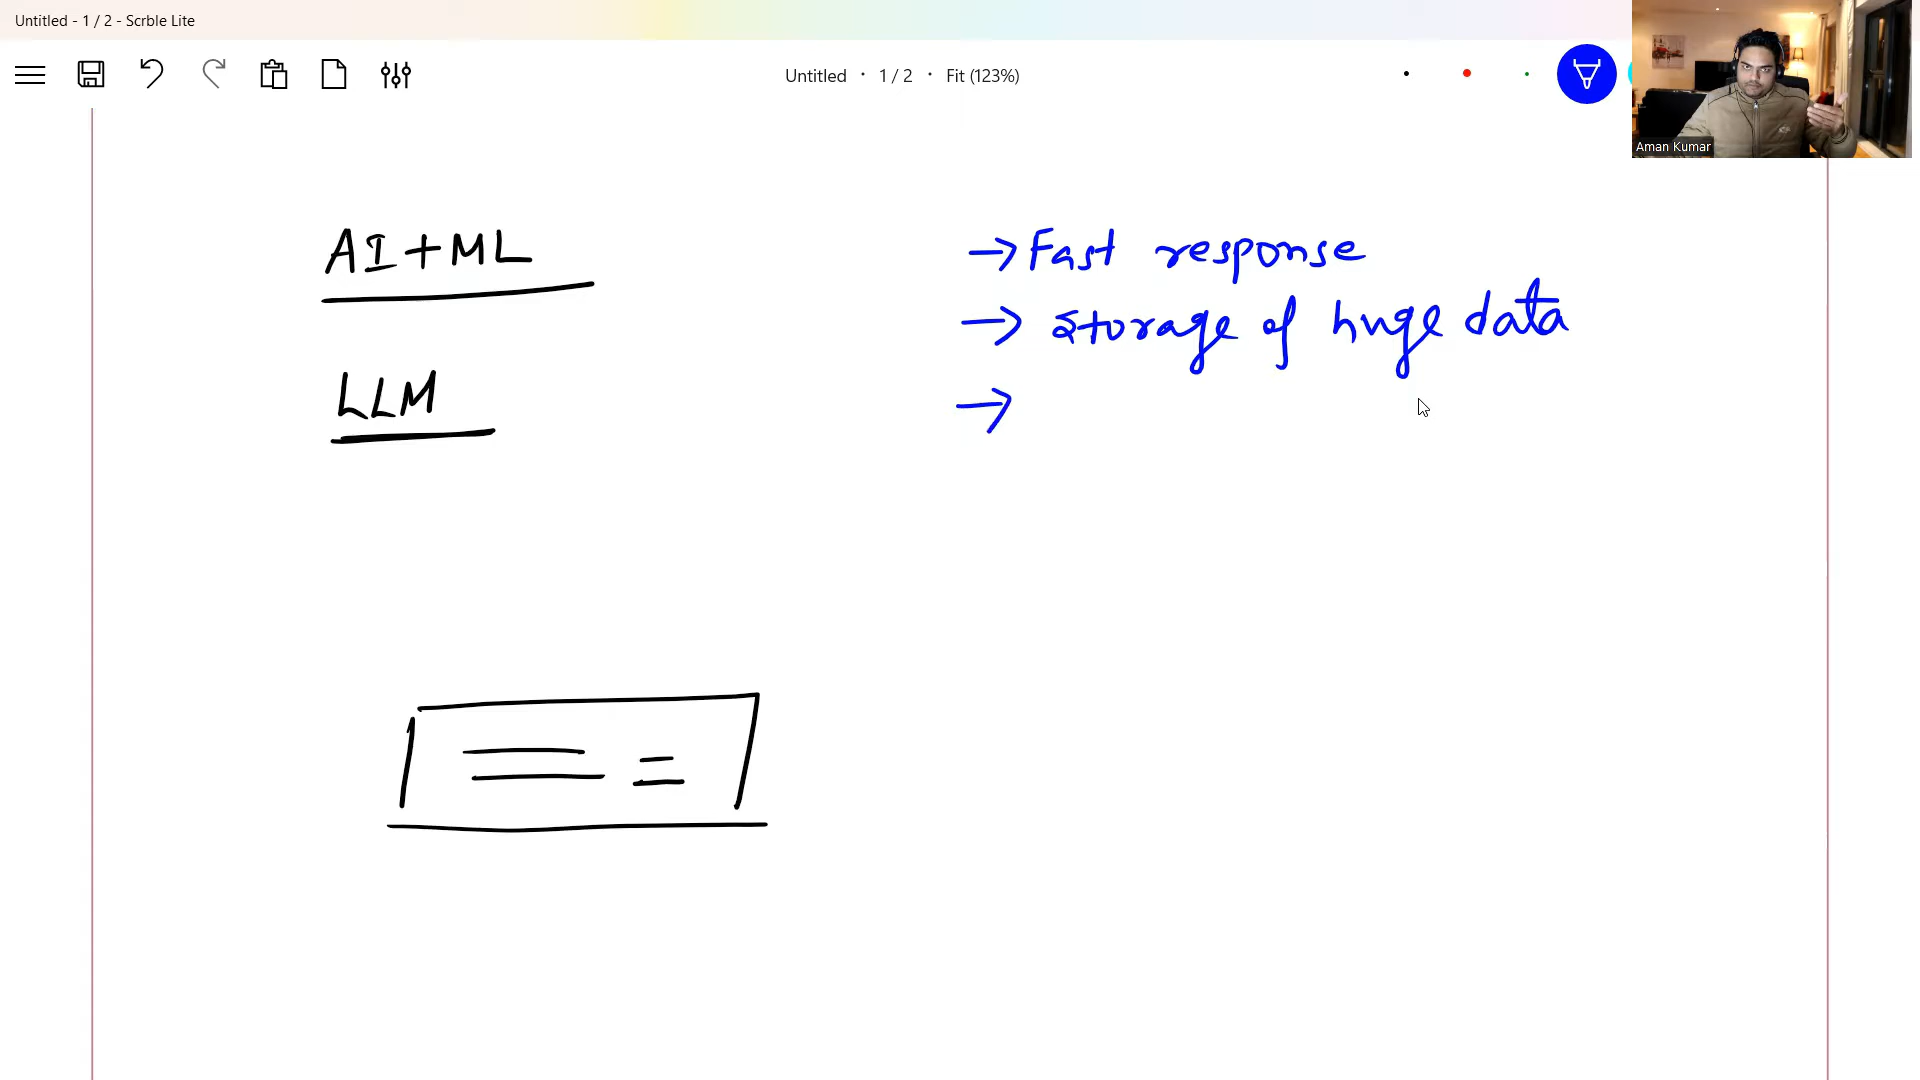 Untitled - 1 / 2 - Scrble Lite
Untitled • 1 / 2 • Fit (123%)
Aman Kumar
AI+ML
LLM
→ Fast response
→ storage of huge data
→